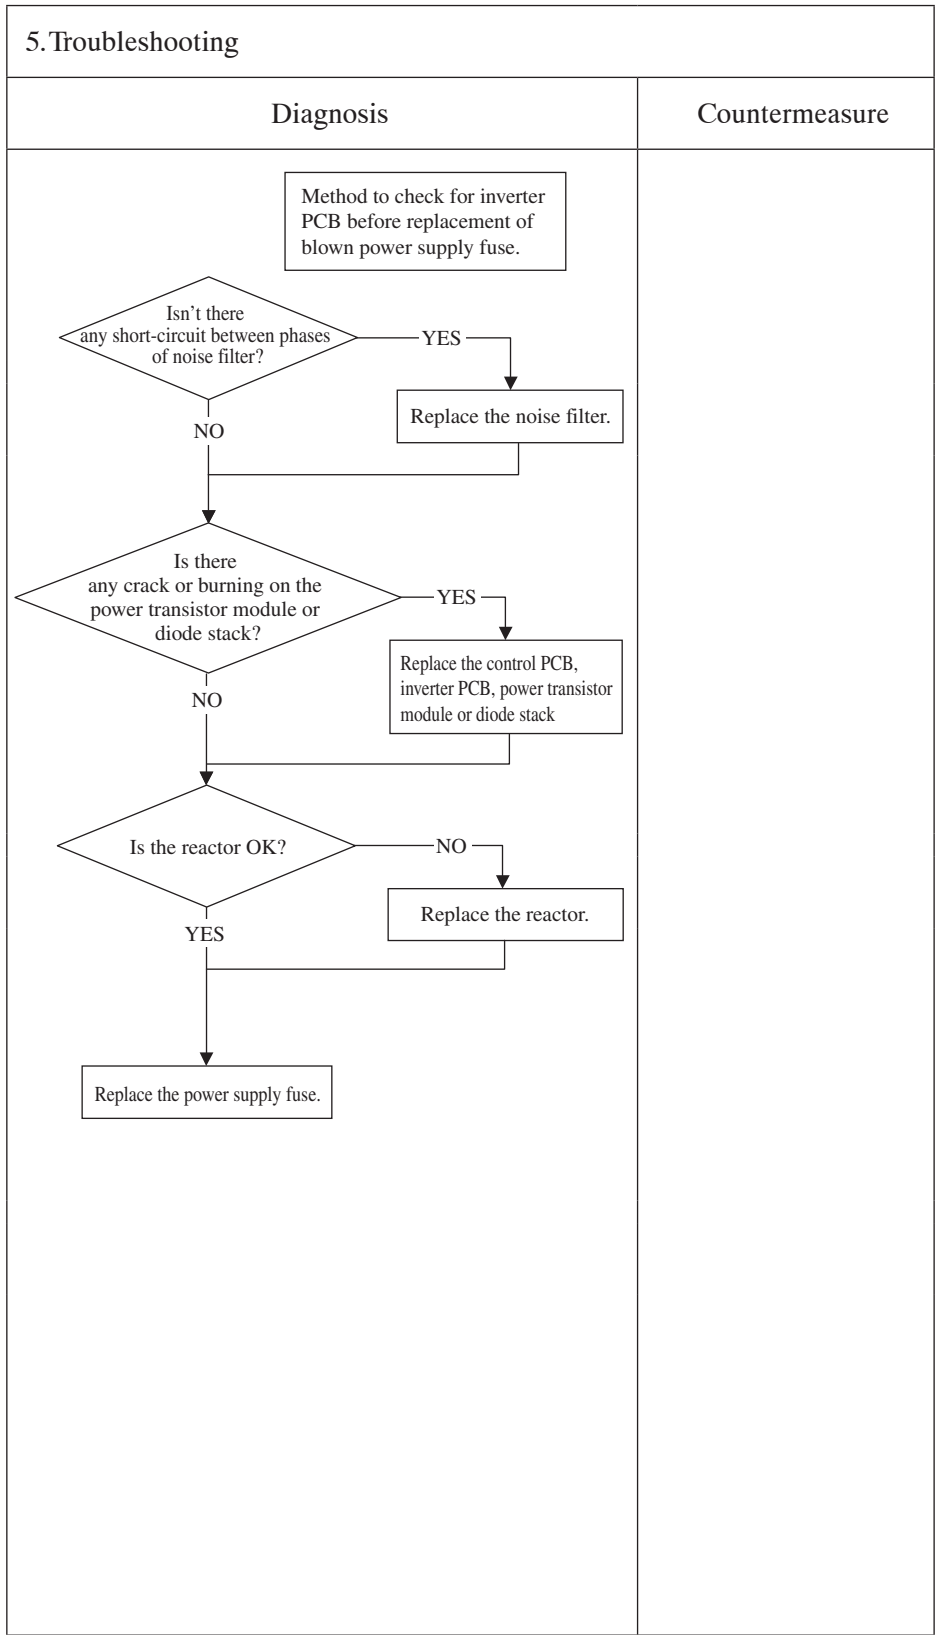 5.Troubleshooting
Diagnosis
Countermeasure
Method to check for inverter
PCB before replacement of
blown power supply fuse.
Isn't there
any short-circuit between phases
of noise filter?
YES
Replace the noise filter.
NO
Is there
any crack or burning on the
power transistor module or
diode stack?
YES
Replace the control PCB,
inverter PCB, power transistor
module or diode stack
NO
Is the reactor OK?
NO
Replace the reactor.
YES
Replace the power supply fuse.